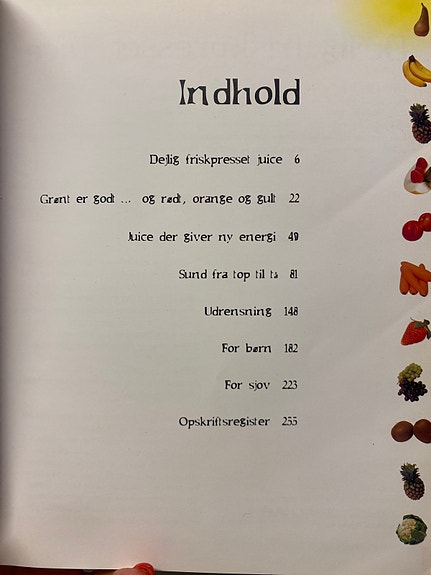 Indhold
Dejlig friskpresset juice 6
Grønt er godt ... og rødt, orange og gult 22
Juice der giver ny energi 49
Sund fra top til tå 81
Udrensning 148
For børn 182
For sjov 223
Opskriftsregister 255